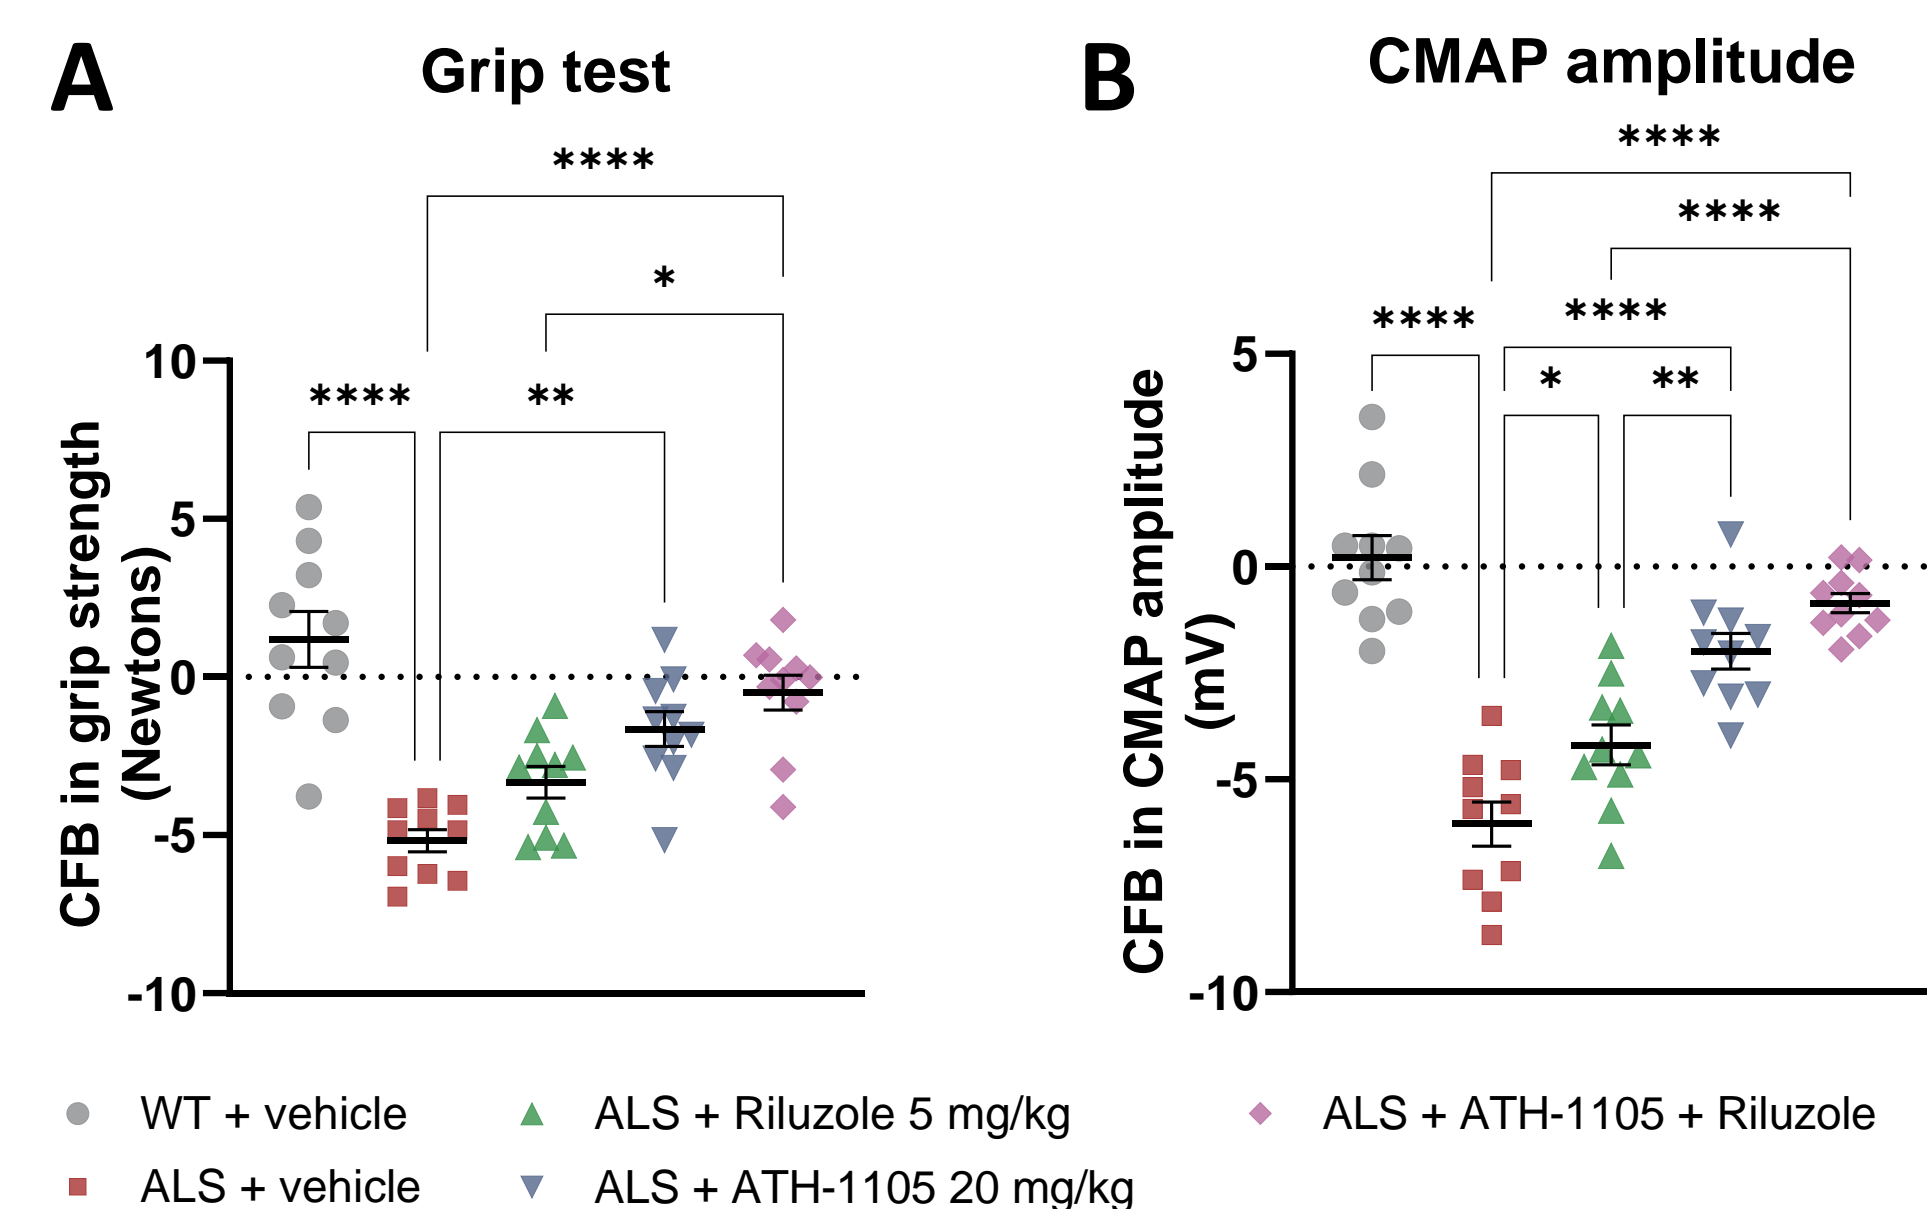 A
Grip test
B
CMAP amplitude
****
*
****
**
CFB in grip strength
(Newtons)
10
5
0
-5
-10
****
****
****
****
*
**
CFB in CMAP amplitude
(mV)
5
0
-5
-10
WT + vehicle
ALS + Riluzole 5 mg/kg
ALS + ATH-1105 + Riluzole
ALS + vehicle
ALS + ATH-1105 20 mg/kg